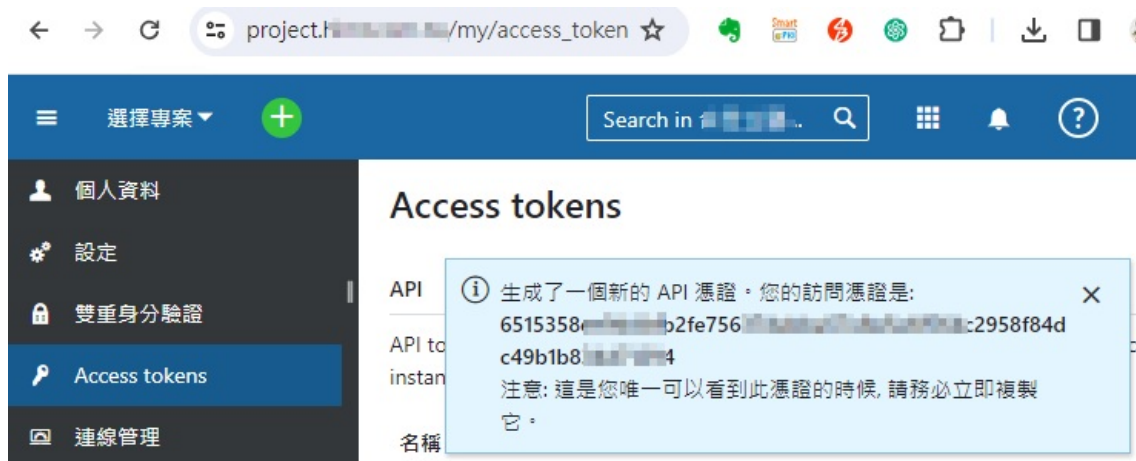 project.h /my/access_token
Smart
選擇專案
Search in ..
?
個人資料
設定
雙重身分驗證
Access tokens
連線管理
Access tokens
API
API to
instan
名稱
生成了一個新的 API 憑證。您的訪問憑證是:
6515358 b2fe756 c2958f84d
c49b1b8 4
注意: 這是您唯一可以看到此憑證的時候, 請務必立即複製
它。